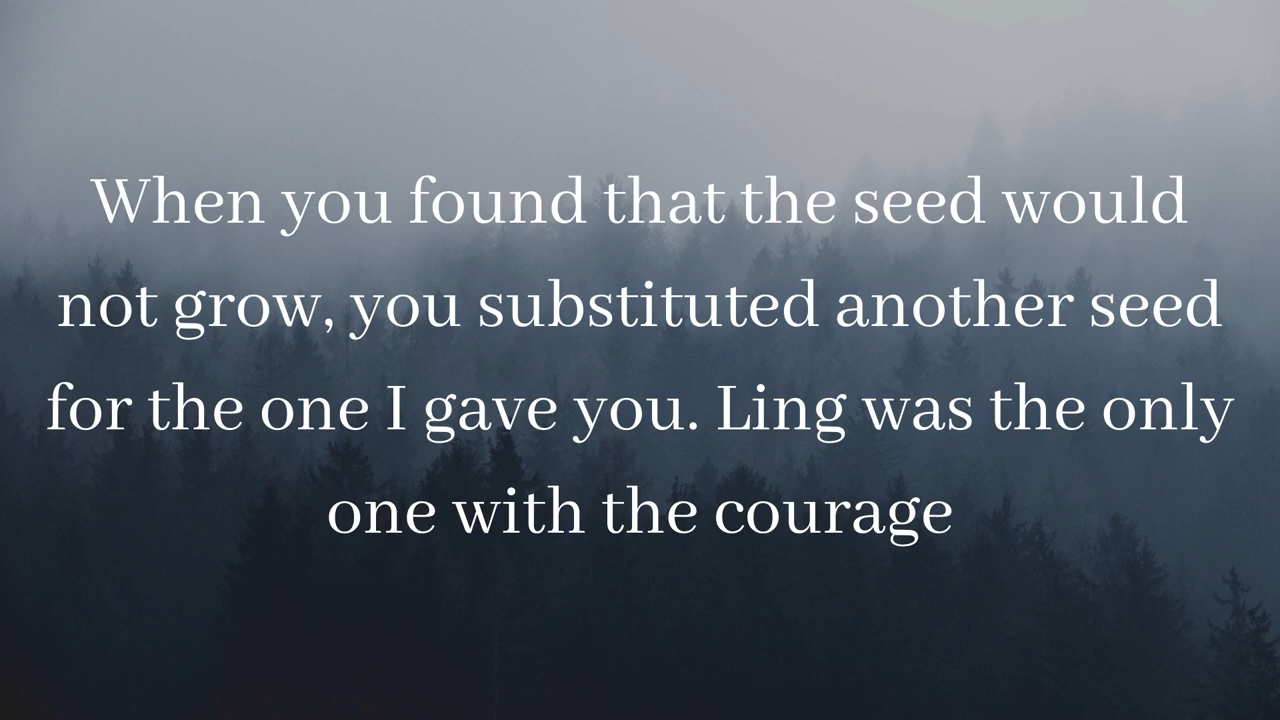 When you found that the seed would
not grow, you substituted another seed
for the one I gave you. Ling was the only
one with the courage